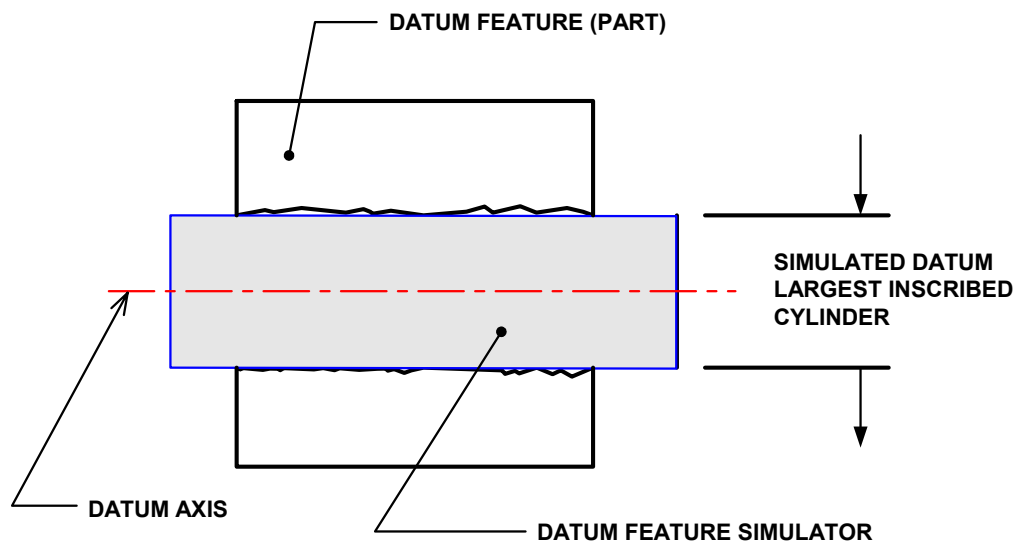 DATUM FEATURE (PART)
SIMULATED DATUM
LARGEST INSCRIBED
CYLINDER
DATUM AXIS
DATUM FEATURE SIMULATOR